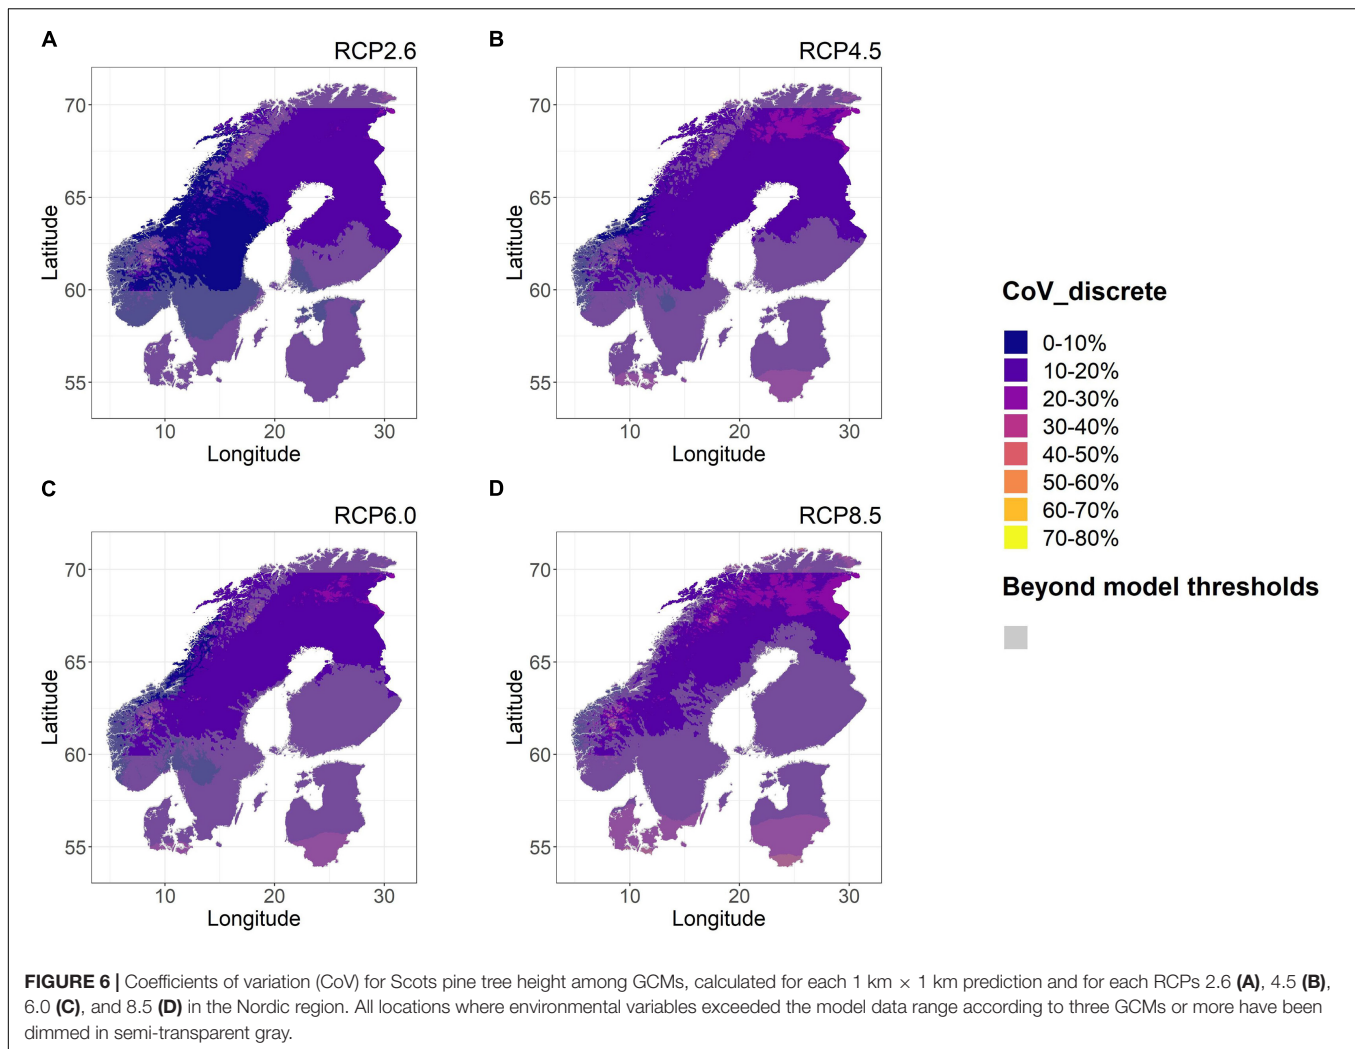 A
RCP2.6
70
65
60
55
Latitude
10
20
30
Longitude
B
RCP4.5
70
65
60
55
Latitude
10
20
30
Longitude
C
RCP6.0
70
65
60
55
Latitude
10
20
30
Longitude
D
RCP8.5
70
65
60
55
Latitude
10
20
30
Longitude
CoV_discrete
0-10%
10-20%
20-30%
30-40%
40-50%
50-60%
60-70%
70-80%
Beyond model thresholds
FIGURE 6 | Coefficients of variation (CoV) for Scots pine tree height among GCMs, calculated for each 1 km × 1 km prediction and for each RCPs 2.6 (A), 4.5 (B),
6.0 (C), and 8.5 (D) in the Nordic region. All locations where environmental variables exceeded the model data range according to three GCMs or more have been
dimmed in semi-transparent gray.